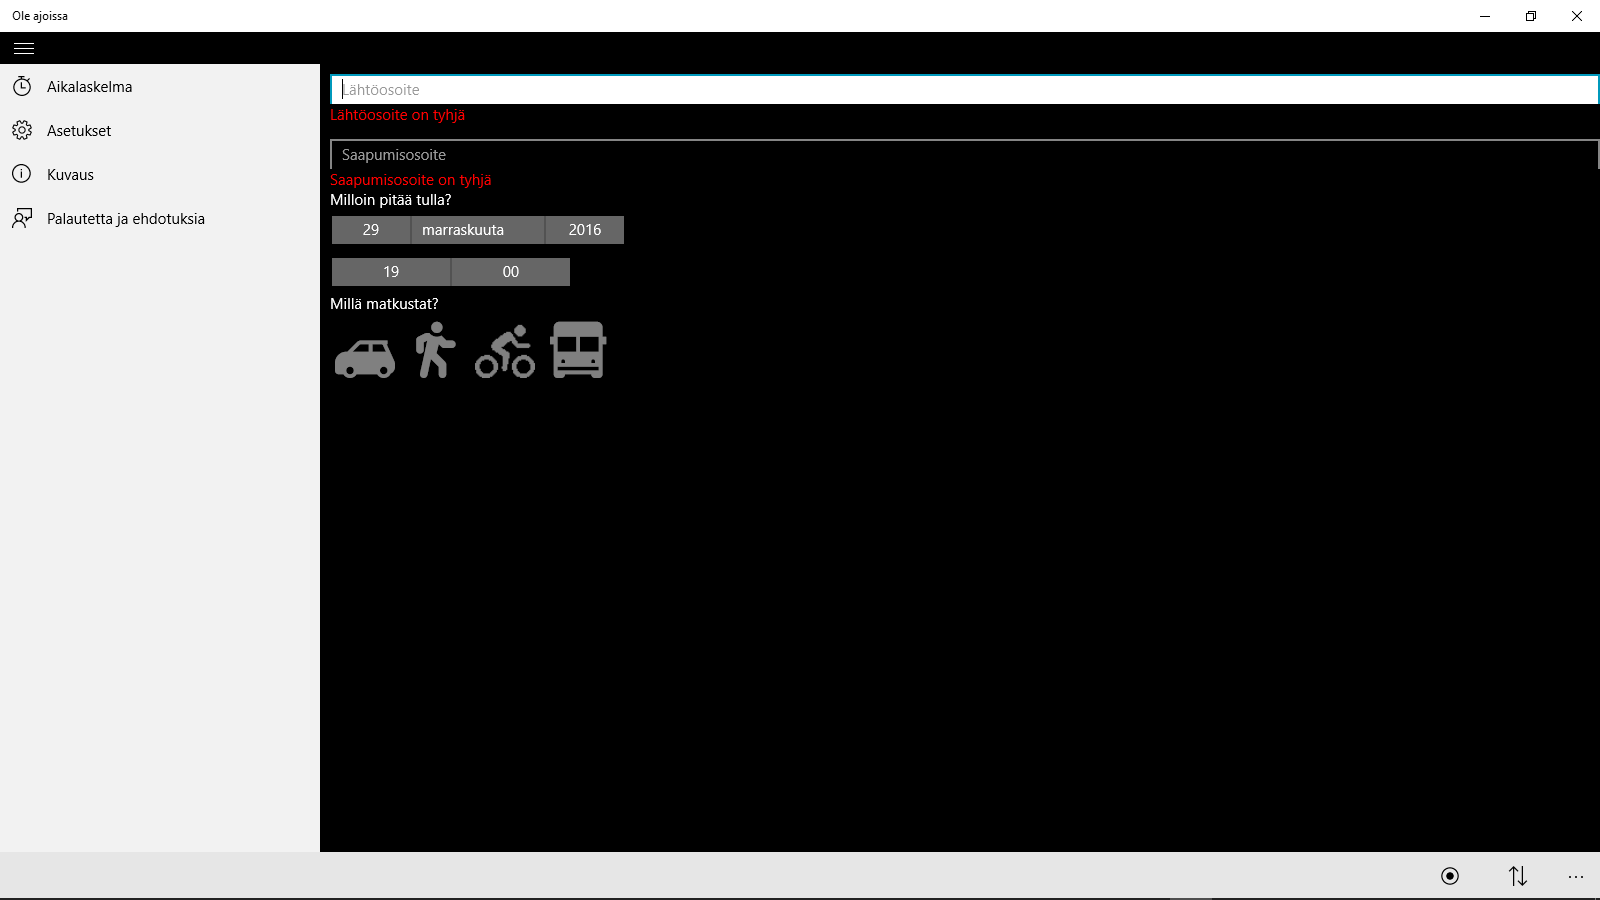 Ole ajoissa
Aikalaskelma
Asetukset
Kuvaus
Palautetta ja ehdotuksia
Lähtöosoite
Lähtöosoite on tyhjä
Saapumisosoite
Saapumisosoite on tyhjä
Milloin pitää tulla?
29 marraskuuta 2016
19 00
Millä matkustat?